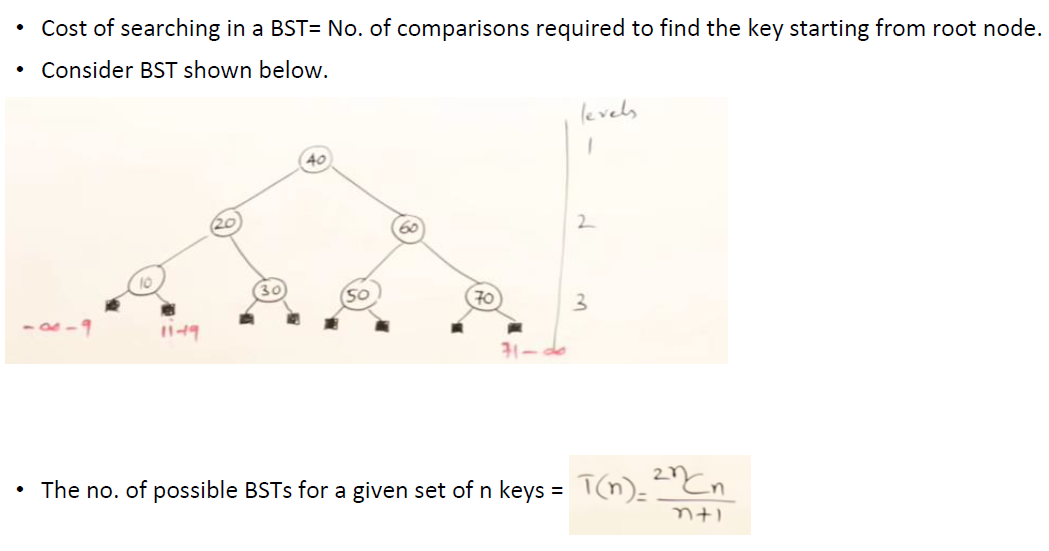 • Cost of searching in a BST= No. of comparisons required to find the key starting from root node.
• Consider BST shown below.
levels
40 1
20 60 2
10 30 50 70 3
-∞-9 11-19 71-∞
• The no. of possible BSTs for a given set of n keys = T(n)= ²ⁿCn
n+1